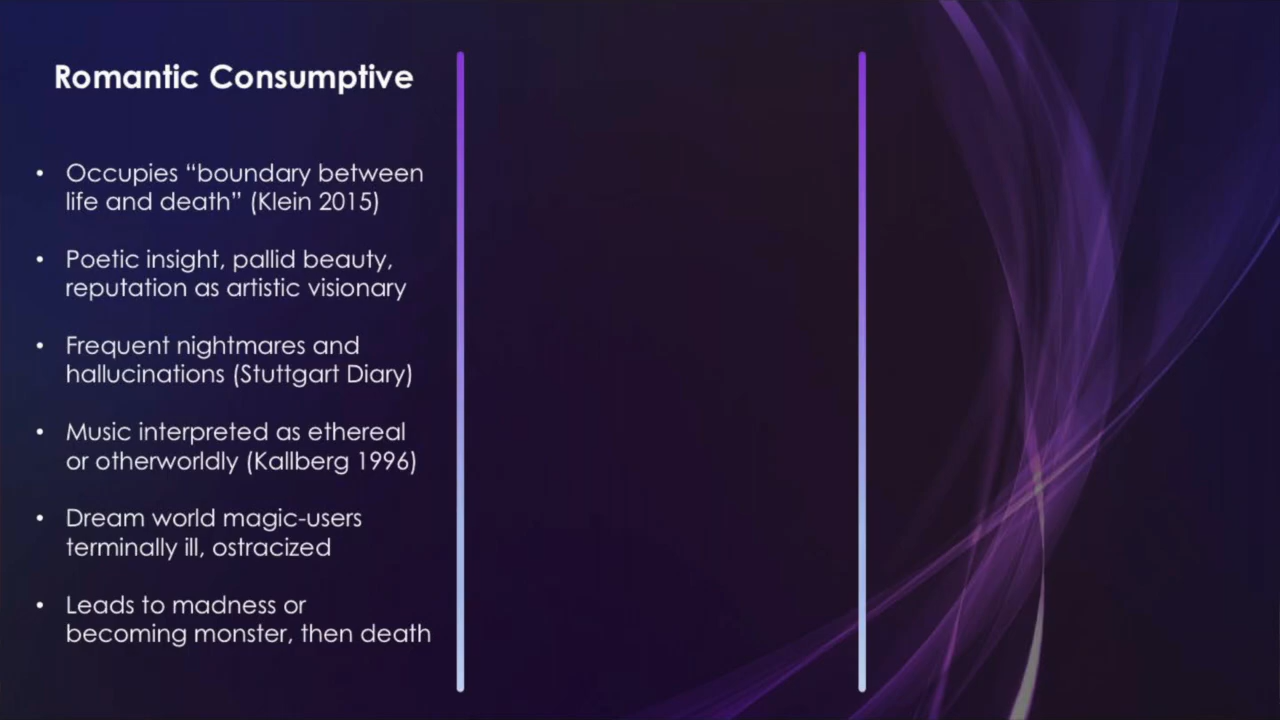 Romantic Consumptive
• Occupies “boundary between
life and death” (Klein 2015)
• Poetic insight, pallid beauty,
reputation as artistic visionary
• Frequent nightmares and
hallucinations (Stuttgart Diary)
• Music interpreted as ethereal
or otherworldly (Kallberg 1996)
• Dream world magic-users
terminally ill, ostracized
• Leads to madness or
becoming monster, then death